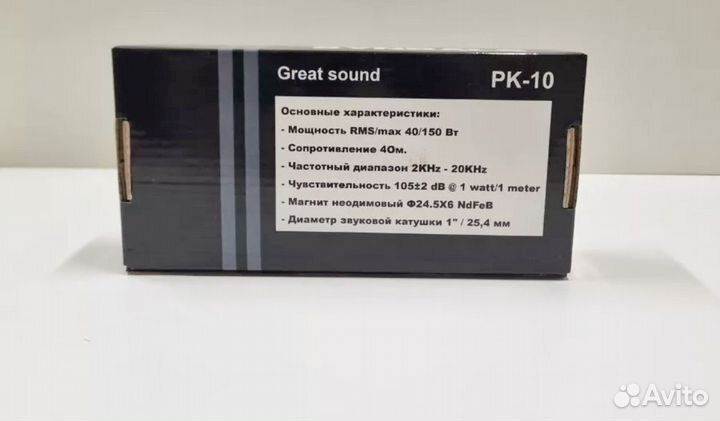 Great sound PK-10
Основные характеристики:
- Мощность RMS/max 40/150 Вт
- Сопротивление 4Ом.
- Частотный диапазон 2KHz - 20KHz
- Чувствительность 105±2 dB @ 1 watt/1 meter
- Магнит неодимовый Ф24.5X6 NdFeB
- Диаметр звуковой катушки 1" / 25,4 мм
Avito